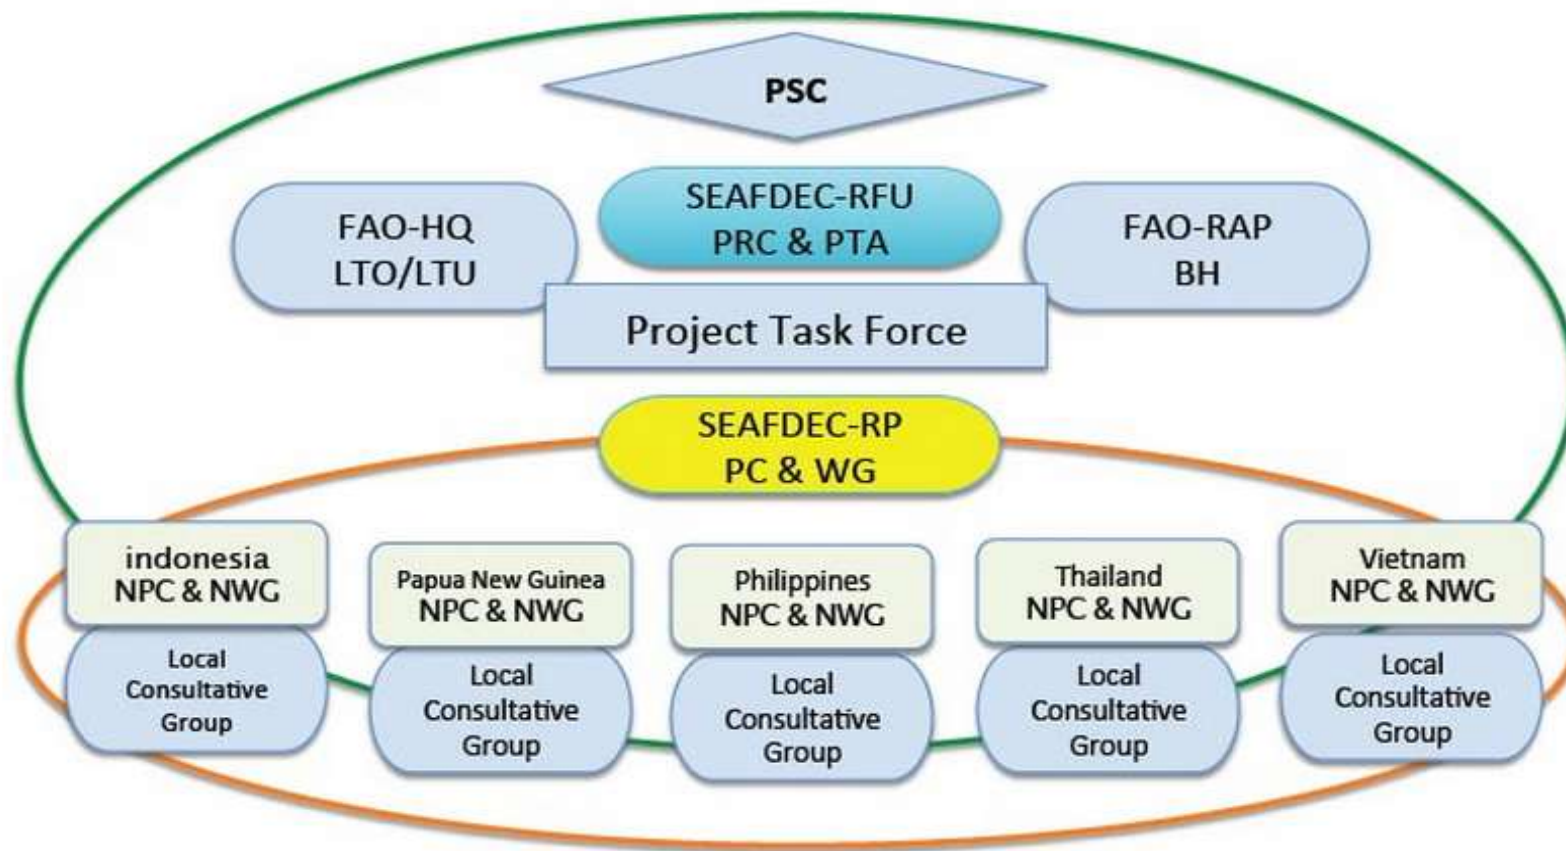 PSC
FAO-HQ
LTO/LTU
SEAFDEC-RFU
PRC & PTA
FAO-RAP
BH
Project Task Force
SEAFDEC-RP
PC & WG
indonesia
NPC & NWG
Local
Consultative
Group
Papua New Guinea
NPC & NWG
Local
Consultative
Group
Philippines
NPC & NWG
Local
Consultative
Group
Thailand
NPC & NWG
Local
Consultative
Group
Vietnam
NPC & NWG
Local
Consultative
Group